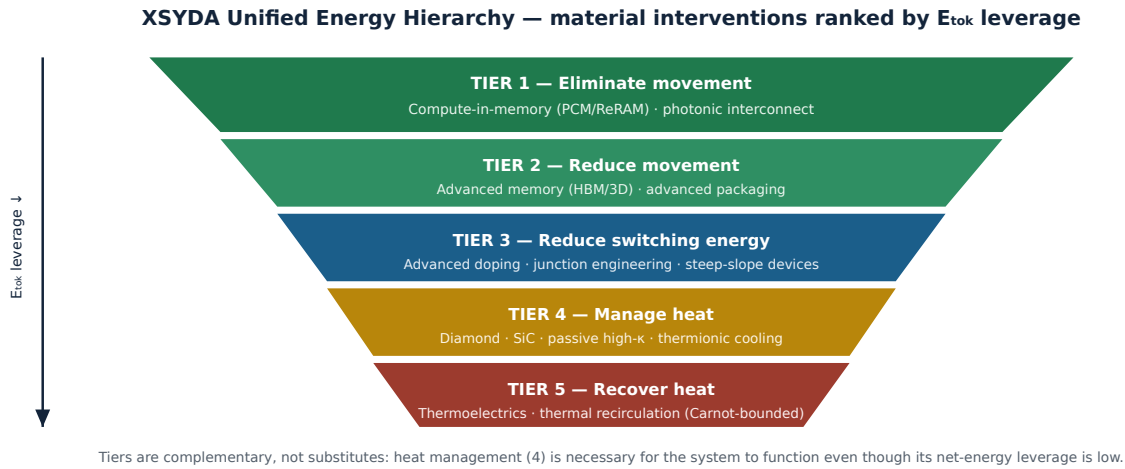 XSYDA Unified Energy Hierarchy — material interventions ranked by Etok leverage
TIER 1 — Eliminate movement
Compute-in-memory (PCM/ReRAM) · photonic interconnect
TIER 2 — Reduce movement
Advanced memory (HBM/3D) · advanced packaging
Etok leverage ↓
TIER 3 — Reduce switching energy
Advanced doping · junction engineering · steep-slope devices
TIER 4 — Manage heat
Diamond · SiC · passive high-κ · thermionic cooling
TIER 5 — Recover heat
Thermoelectrics · thermal recirculation (Carnot-bounded)
Tiers are complementary, not substitutes: heat management (4) is necessary for the system to function even though its net-energy leverage is low.